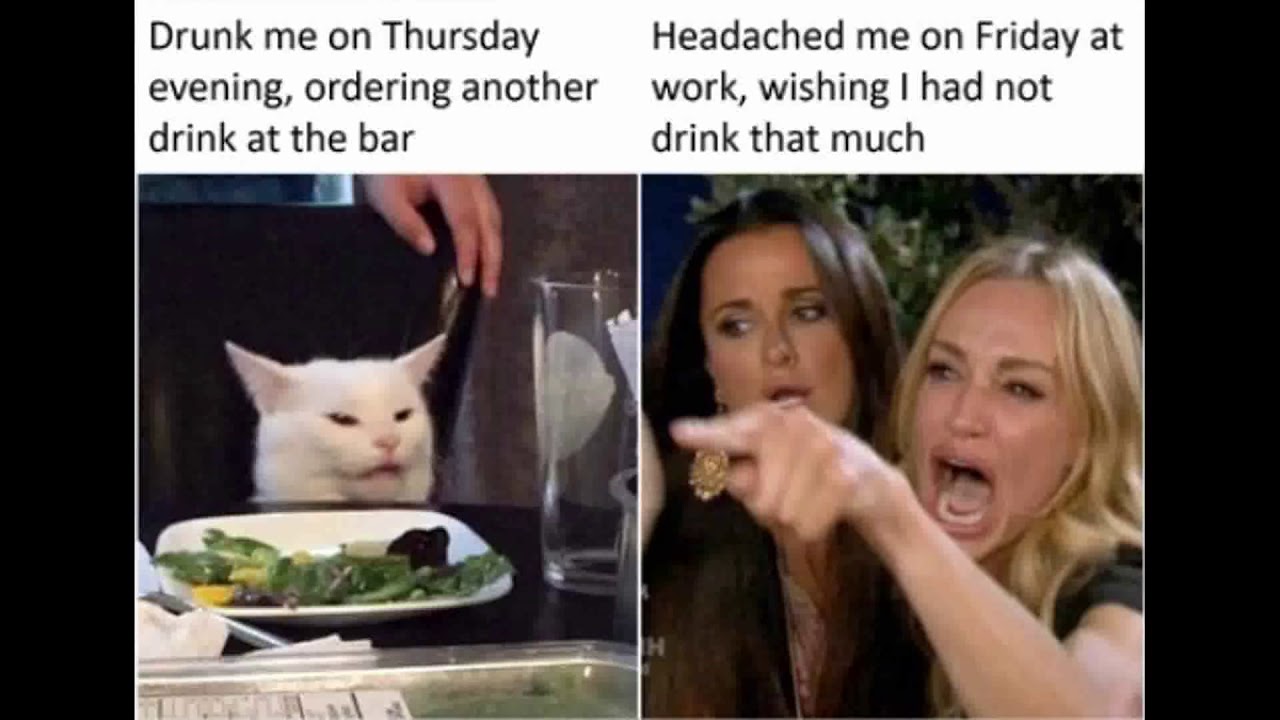 Drunk me on Thursday
evening, ordering another
drink at the bar
Headached me on Friday at
work, wishing I had not
drink that much